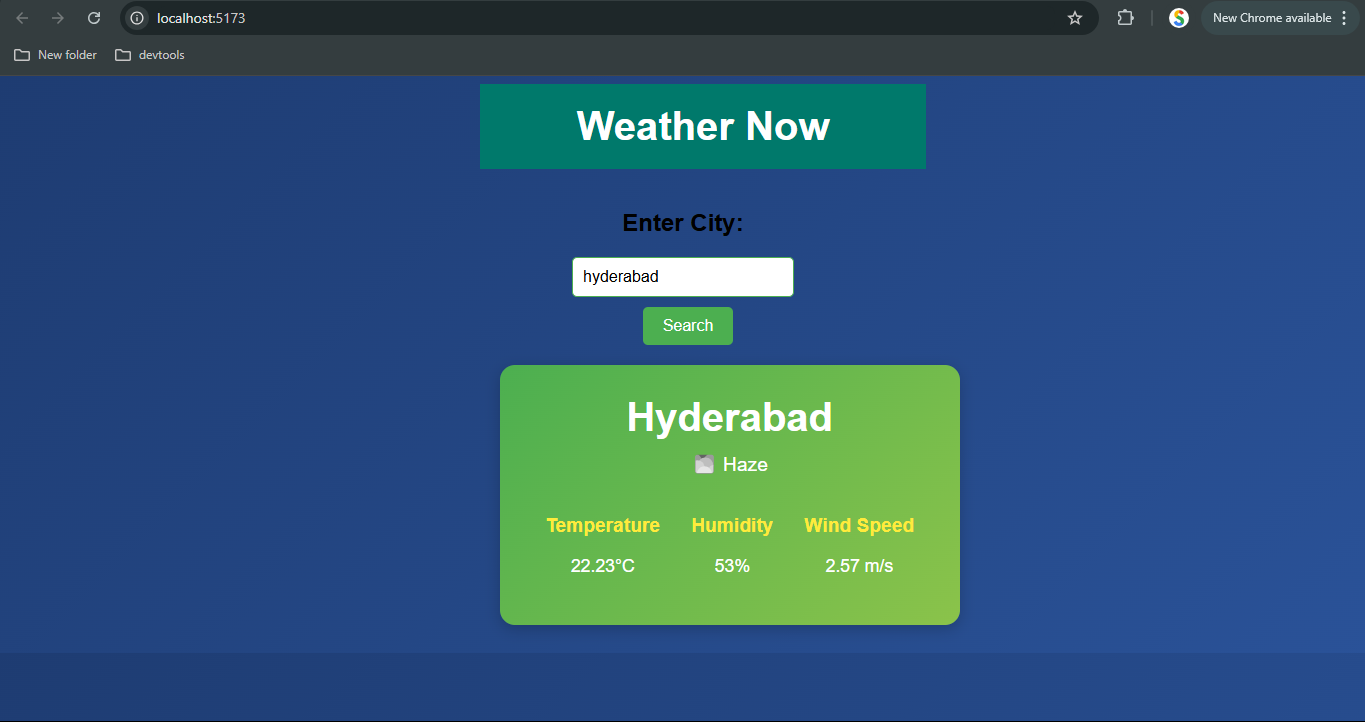 localhost:5173
New Chrome available
New folder devtools
Weather Now
Enter City:
hyderabad
Search
Hyderabad
Haze
Temperature Humidity Wind Speed
22.23°C 53% 2.57 m/s